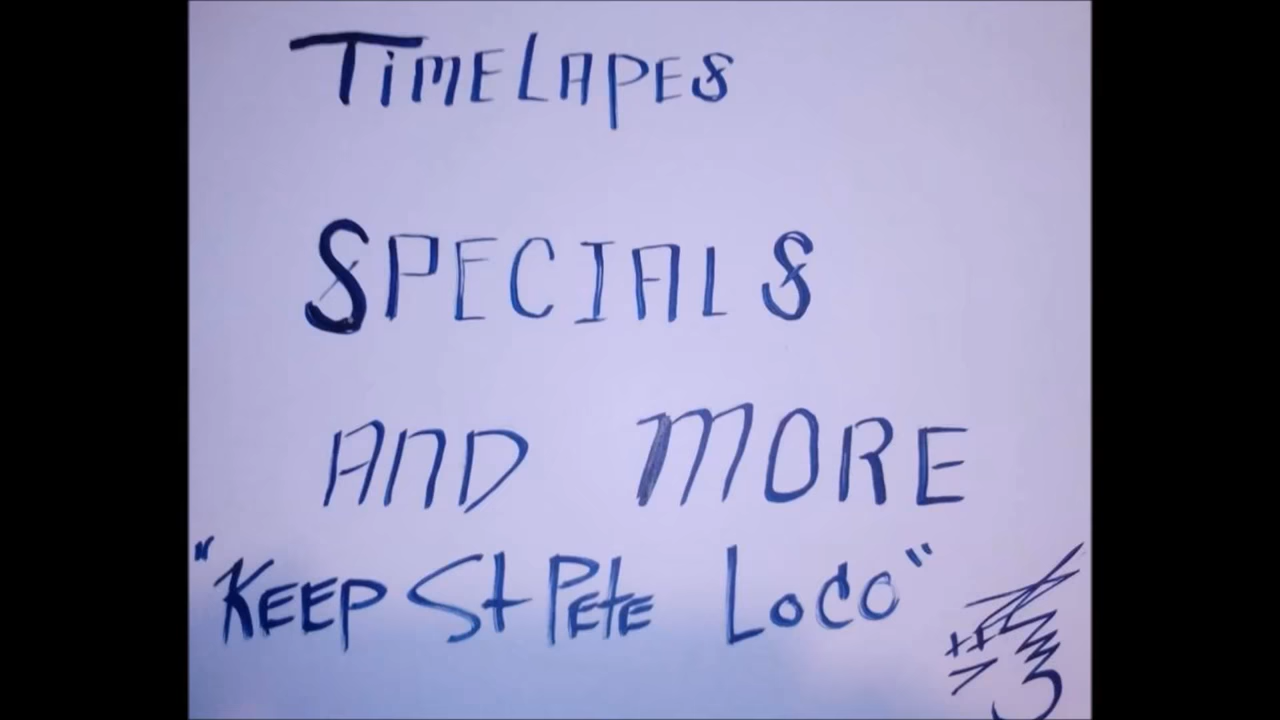 TimELAPES
SPECIALS
AND MORE
"KEEP St PEtE LoCo"